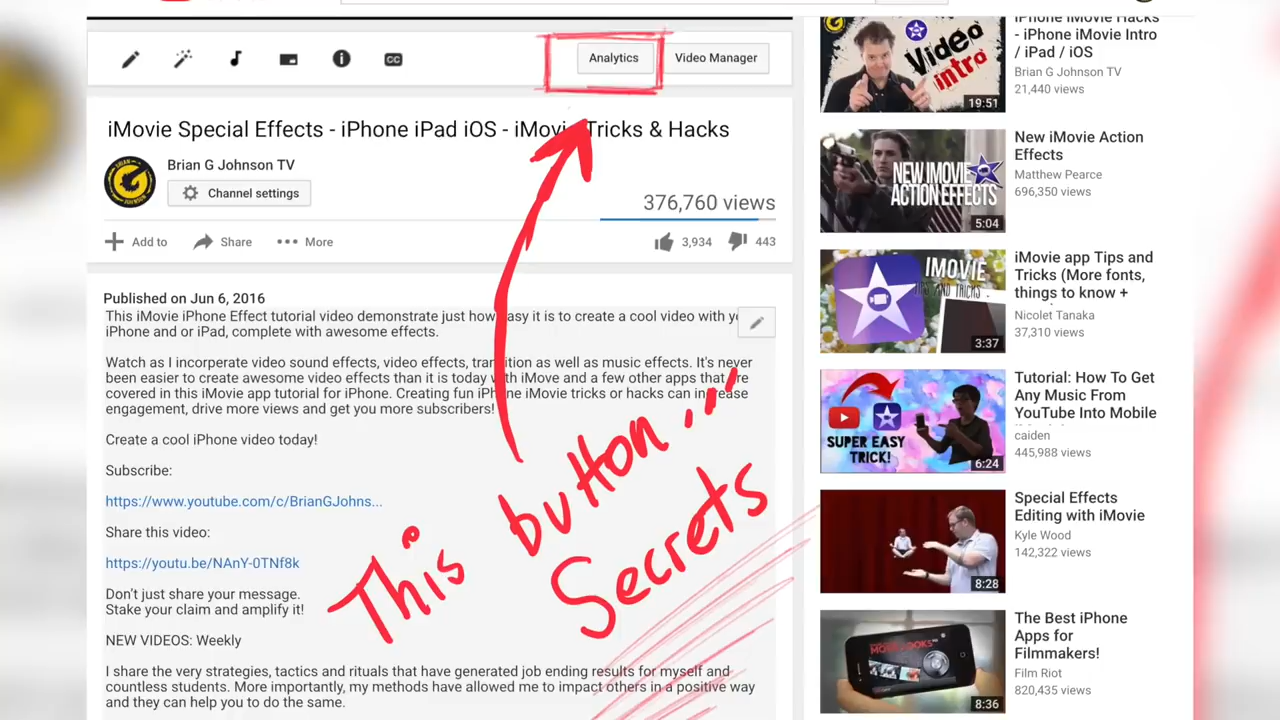 Analytics
Video Manager
CC
iMovie Special Effects - iPhone iPad iOS - iMovie Tricks & Hacks
Brian G Johnson TV
Channel settings
376,760 views
Add to
Share
More
3,934
443
Published on Jun 6, 2016
This iMovie iPhone Effect tutorial video demonstrate just how easy it is to create a cool video with
iPhone and or iPad, complete with awesome effects.
Watch as I incorperate video sound effects, video effects, transition as well as music effects. It's never
been easier to create awesome video effects than it is today with iMove and a few other apps that are
covered in this iMovie app tutorial for iPhone. Creating fun iPhone iMovie tricks or hacks can increase
engagement, drive more views and get you more subscribers!
Create a cool iPhone video today!
Subscribe:
https://www.youtube.com/c/BrianGJohns...
Share this video:
https://youtu.be/NAnY-0TNf8k
Don't just share your message.
Stake your claim and amplify it!
NEW VIDEOS: Weekly
I share the very strategies, tactics and rituals that have generated job ending results for myself and
countless students. More importantly, my methods have allowed me to impact others in a positive way
and they can help you to do the same.
This button...
Secrets
iPhone iMovie Hacks
- iPhone iMovie Intro
/ iPad / iOS
Brian G Johnson TV
21,440 views
Video
intro
19:51
New iMovie Action
Effects
Matthew Pearce
696,350 views
NEW IMOVIE
ACTION EFFECTS
5:04
iMovie app Tips and
Tricks (More fonts,
things to know +
Nicolet Tanaka
37,310 views
IMOVIE
TIPS AND TRICKS
3:37
Tutorial: How To Get
Any Music From
YouTube Into Mobile
caiden
445,988 views
SUPER EASY
TRICK!
6:24
Special Effects
Editing with iMovie
Kyle Wood
142,322 views
8:28
The Best iPhone
Apps for
Filmmakers!
Film Riot
820,435 views
8:36